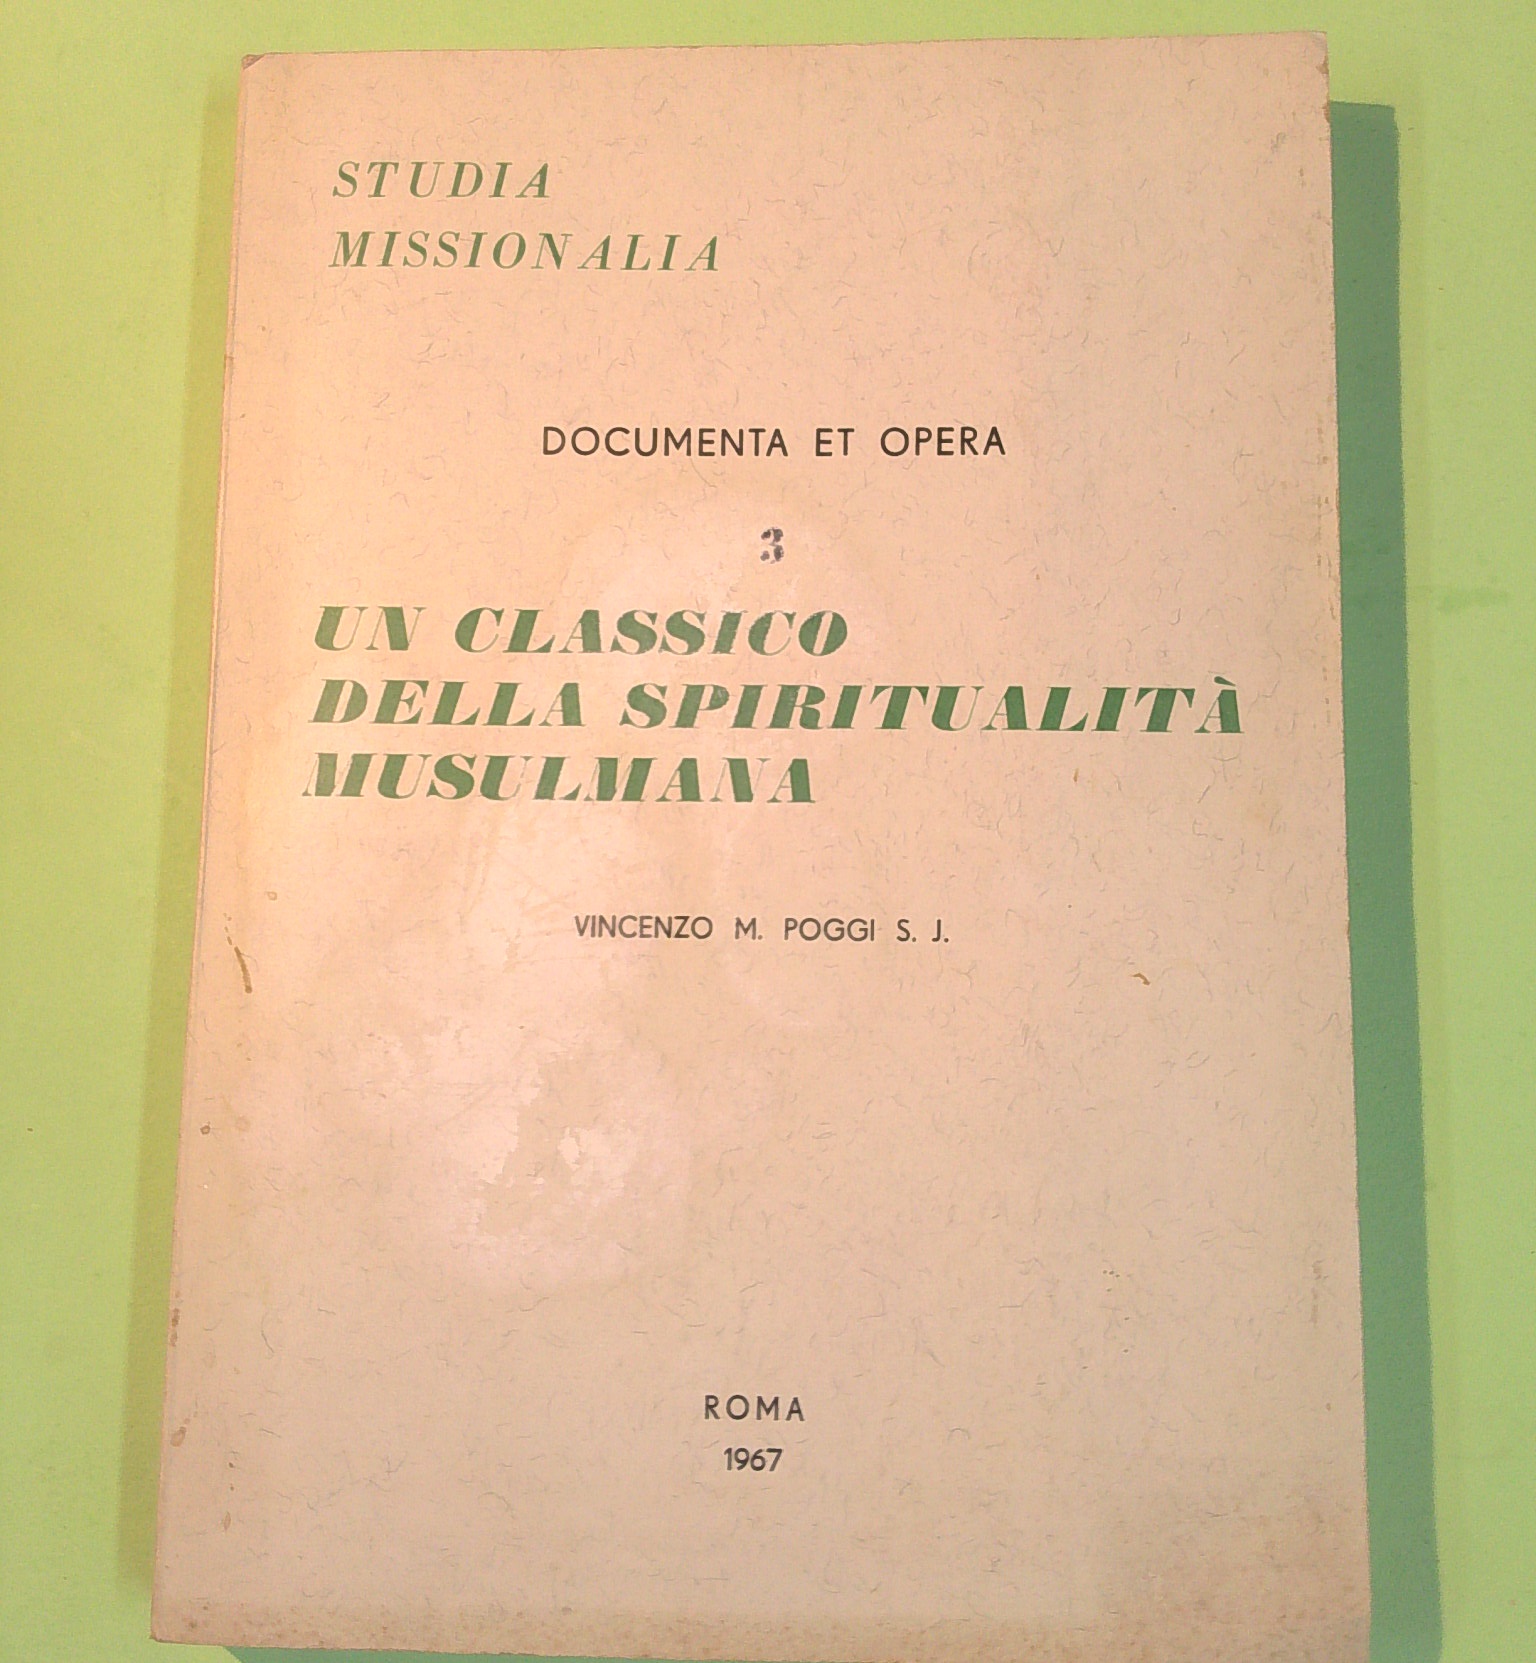 STUDIA
MISSIONALIA
DOCUMENTA ET OPERA
3
UN CLASSICO
DELLA SPIRITUALITÀ
MUSULMANA
VINCENZO M. POGGI S. J.
ROMA
1967